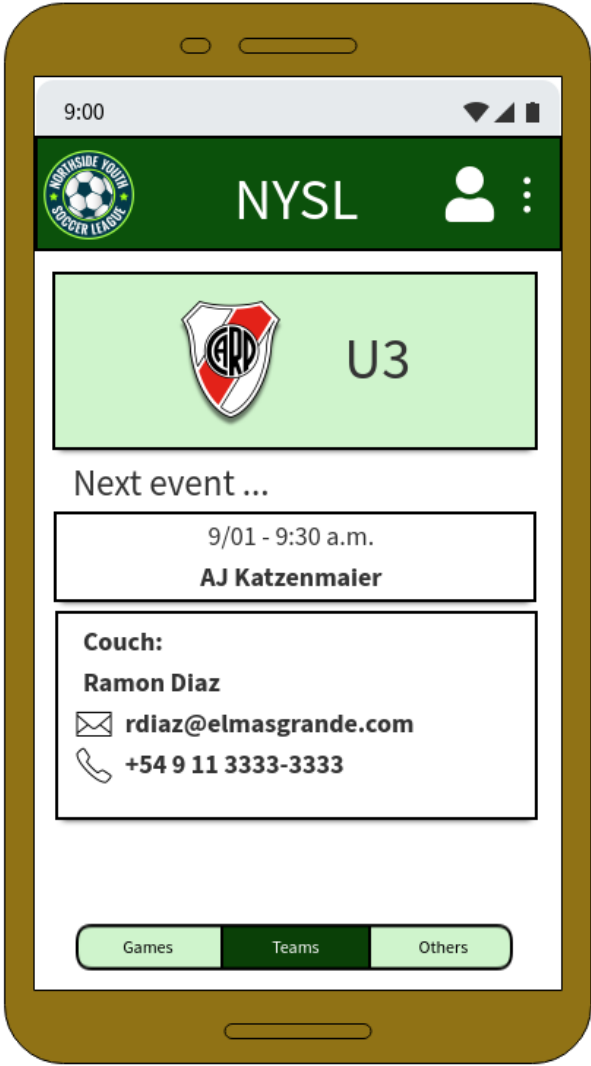 9:00
NORTHSIDE YOUTH
SOCCER LEAGUE
NYSL
CARP
U3
Next event ...
9/01 - 9:30 a.m.
AJ Katzenmaier
Couch:
Ramon Diaz
rdiaz@elmasgrande.com
+54 9 11 3333-3333
Games Teams Others